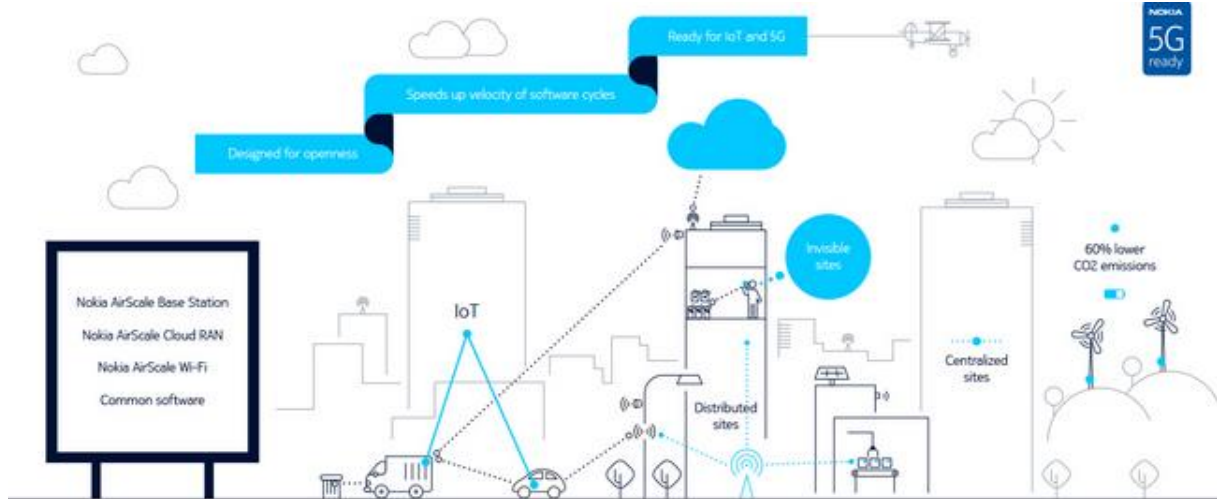 Ready for IoT and 5G
NOKIA
5G
ready
Speeds up velocity of software cycles
Designed for openness
Invisible
sites
60% lower
CO2 emissions
Nokia AirScale Base Station
Nokia AirScale Cloud RAN
Nokia AirScale Wi-Fi
Common software
IoT
Centralized
sites
Distributed
sites